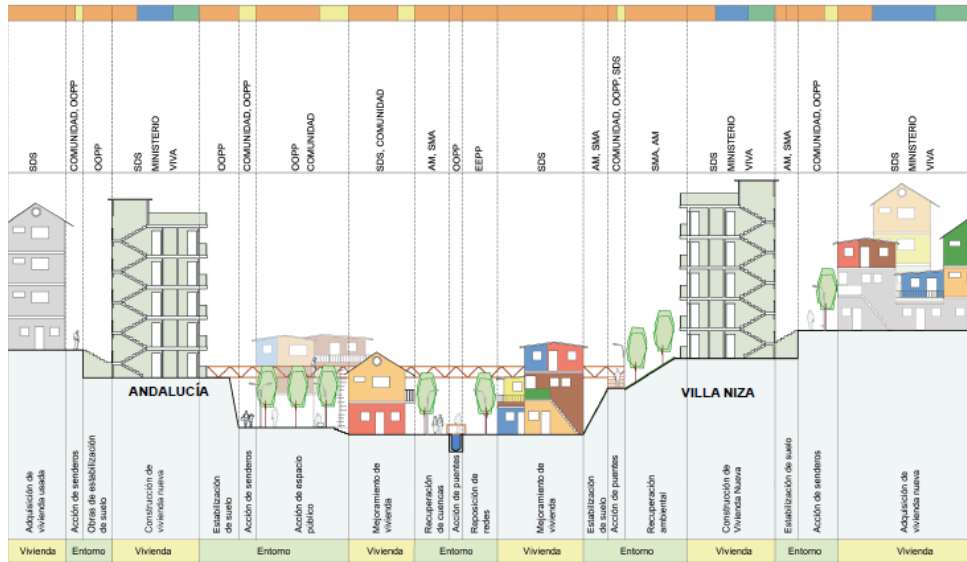 SDS
COMUNIDAD, OOPP
OOPP
SDS
MINISTERIO
VIVA
OOPP
COMUNIDAD, OOPP
OOPP
COMUNIDAD
SDS, COMUNIDAD
AM, SMA
OOPP
EEPP
SDS
AM, SMA
COMUNIDAD, OOPP, SDS
SMA, AM
SDS
MINISTERIO
VIVA
AM, SMA
COMUNIDAD, OOPP
SDS
MINISTERIO
VIVA
ANDALUCÍA
VILLA NIZA
Adquisición de
vivienda usada
Acción de senderos
Obras de estabilización
de suelo
Construcción de
vivienda nueva
Estabilización
de suelo
Acción de senderos
Acción de espacio
público
Mejoramiento de
vivienda
Recuperación
de cuencas
Acción de puentes
Reposición de
redes
Mejoramiento de
vivienda
Estabilización
de suelo
Acción de puentes
Recuperación
ambiental
Construcción de
Vivienda Nueva
Estabilización de suelo
Acción de senderos
Adquisición de
vivienda nueva
Vivienda
Entorno
Vivienda
Entorno
Vivienda
Entorno
Vivienda
Entorno
Vivienda
Entorno
Vivienda